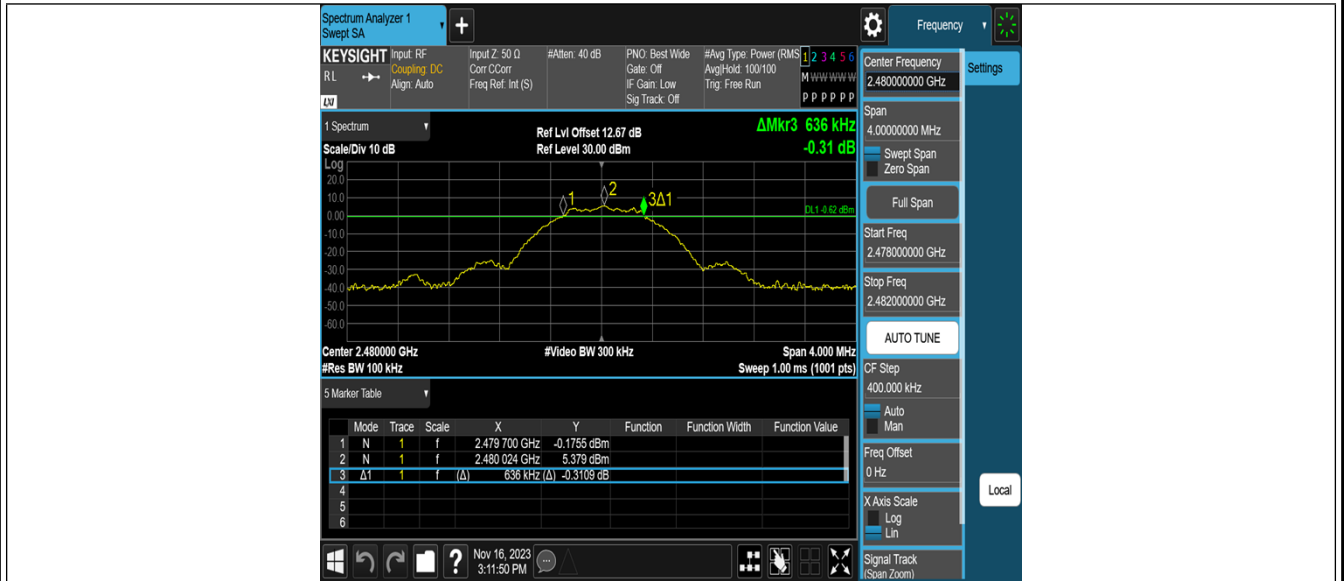 Spectrum Analyzer 1
Swept SA
+
Frequency
KEYSIGHT Input: RF Input Z: 50 Ω #Atten: 40 dB PNO: Best Wide #Avg Type: Power (RMS 1 2 3 4 5 6
RL Coupling: DC Corr CCorr Gate: Off Avg|Hold: 100/100 M W W W W W
Align: Auto Freq Ref: Int (S) IF Gain: Low Trig: Free Run
LXI Sig Track: Off P P P P P P
1 Spectrum
Ref Lvl Offset 12.67 dB ΔMkr3 636 kHz
Scale/Div 10 dB Ref Level 30.00 dBm -0.31 dB
Log
20.0
10.0
0.00
-10.0
-20.0
-30.0
-40.0
-50.0
-60.0
1
2
3Δ1
DL1 -0.62 dBm
Center 2.480000 GHz #Video BW 300 kHz Span 4.000 MHz
#Res BW 100 kHz Sweep 1.00 ms (1001 pts)
5 Marker Table
Mode Trace Scale X Y Function Function Width Function Value
1 N 1 f 2.479 700 GHz -0.1755 dBm
2 N 1 f 2.480 024 GHz 5.379 dBm
3 Δ1 1 f (Δ) 636 kHz (Δ) -0.3109 dB
4
5
6
?
Nov 16, 2023
3:11:50 PM
Center Frequency
2.480000000 GHz
Settings
Span
4.00000000 MHz
Swept Span
Zero Span
Full Span
Start Freq
2.478000000 GHz
Stop Freq
2.482000000 GHz
AUTO TUNE
CF Step
400.000 kHz
Auto
Man
Freq Offset
0 Hz
X Axis Scale
Log
Lin
Local
Signal Track
(Span Zoom)